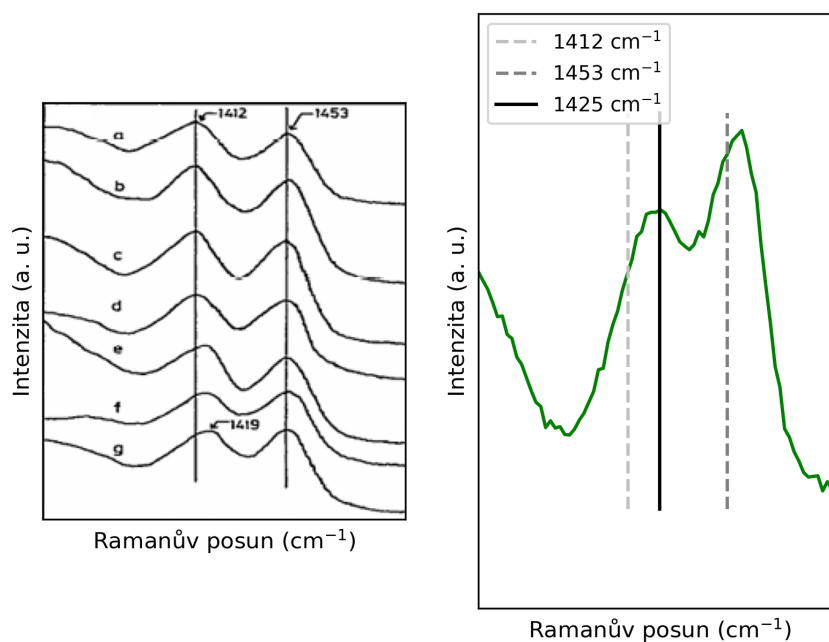 1412
1453
a
b
c
d
e
f
g
1419
Intenzita (a. u.)
Ramanův posun (cm⁻¹)
1412 cm⁻¹
1453 cm⁻¹
1425 cm⁻¹
Intenzita (a. u.)
Ramanův posun (cm⁻¹)